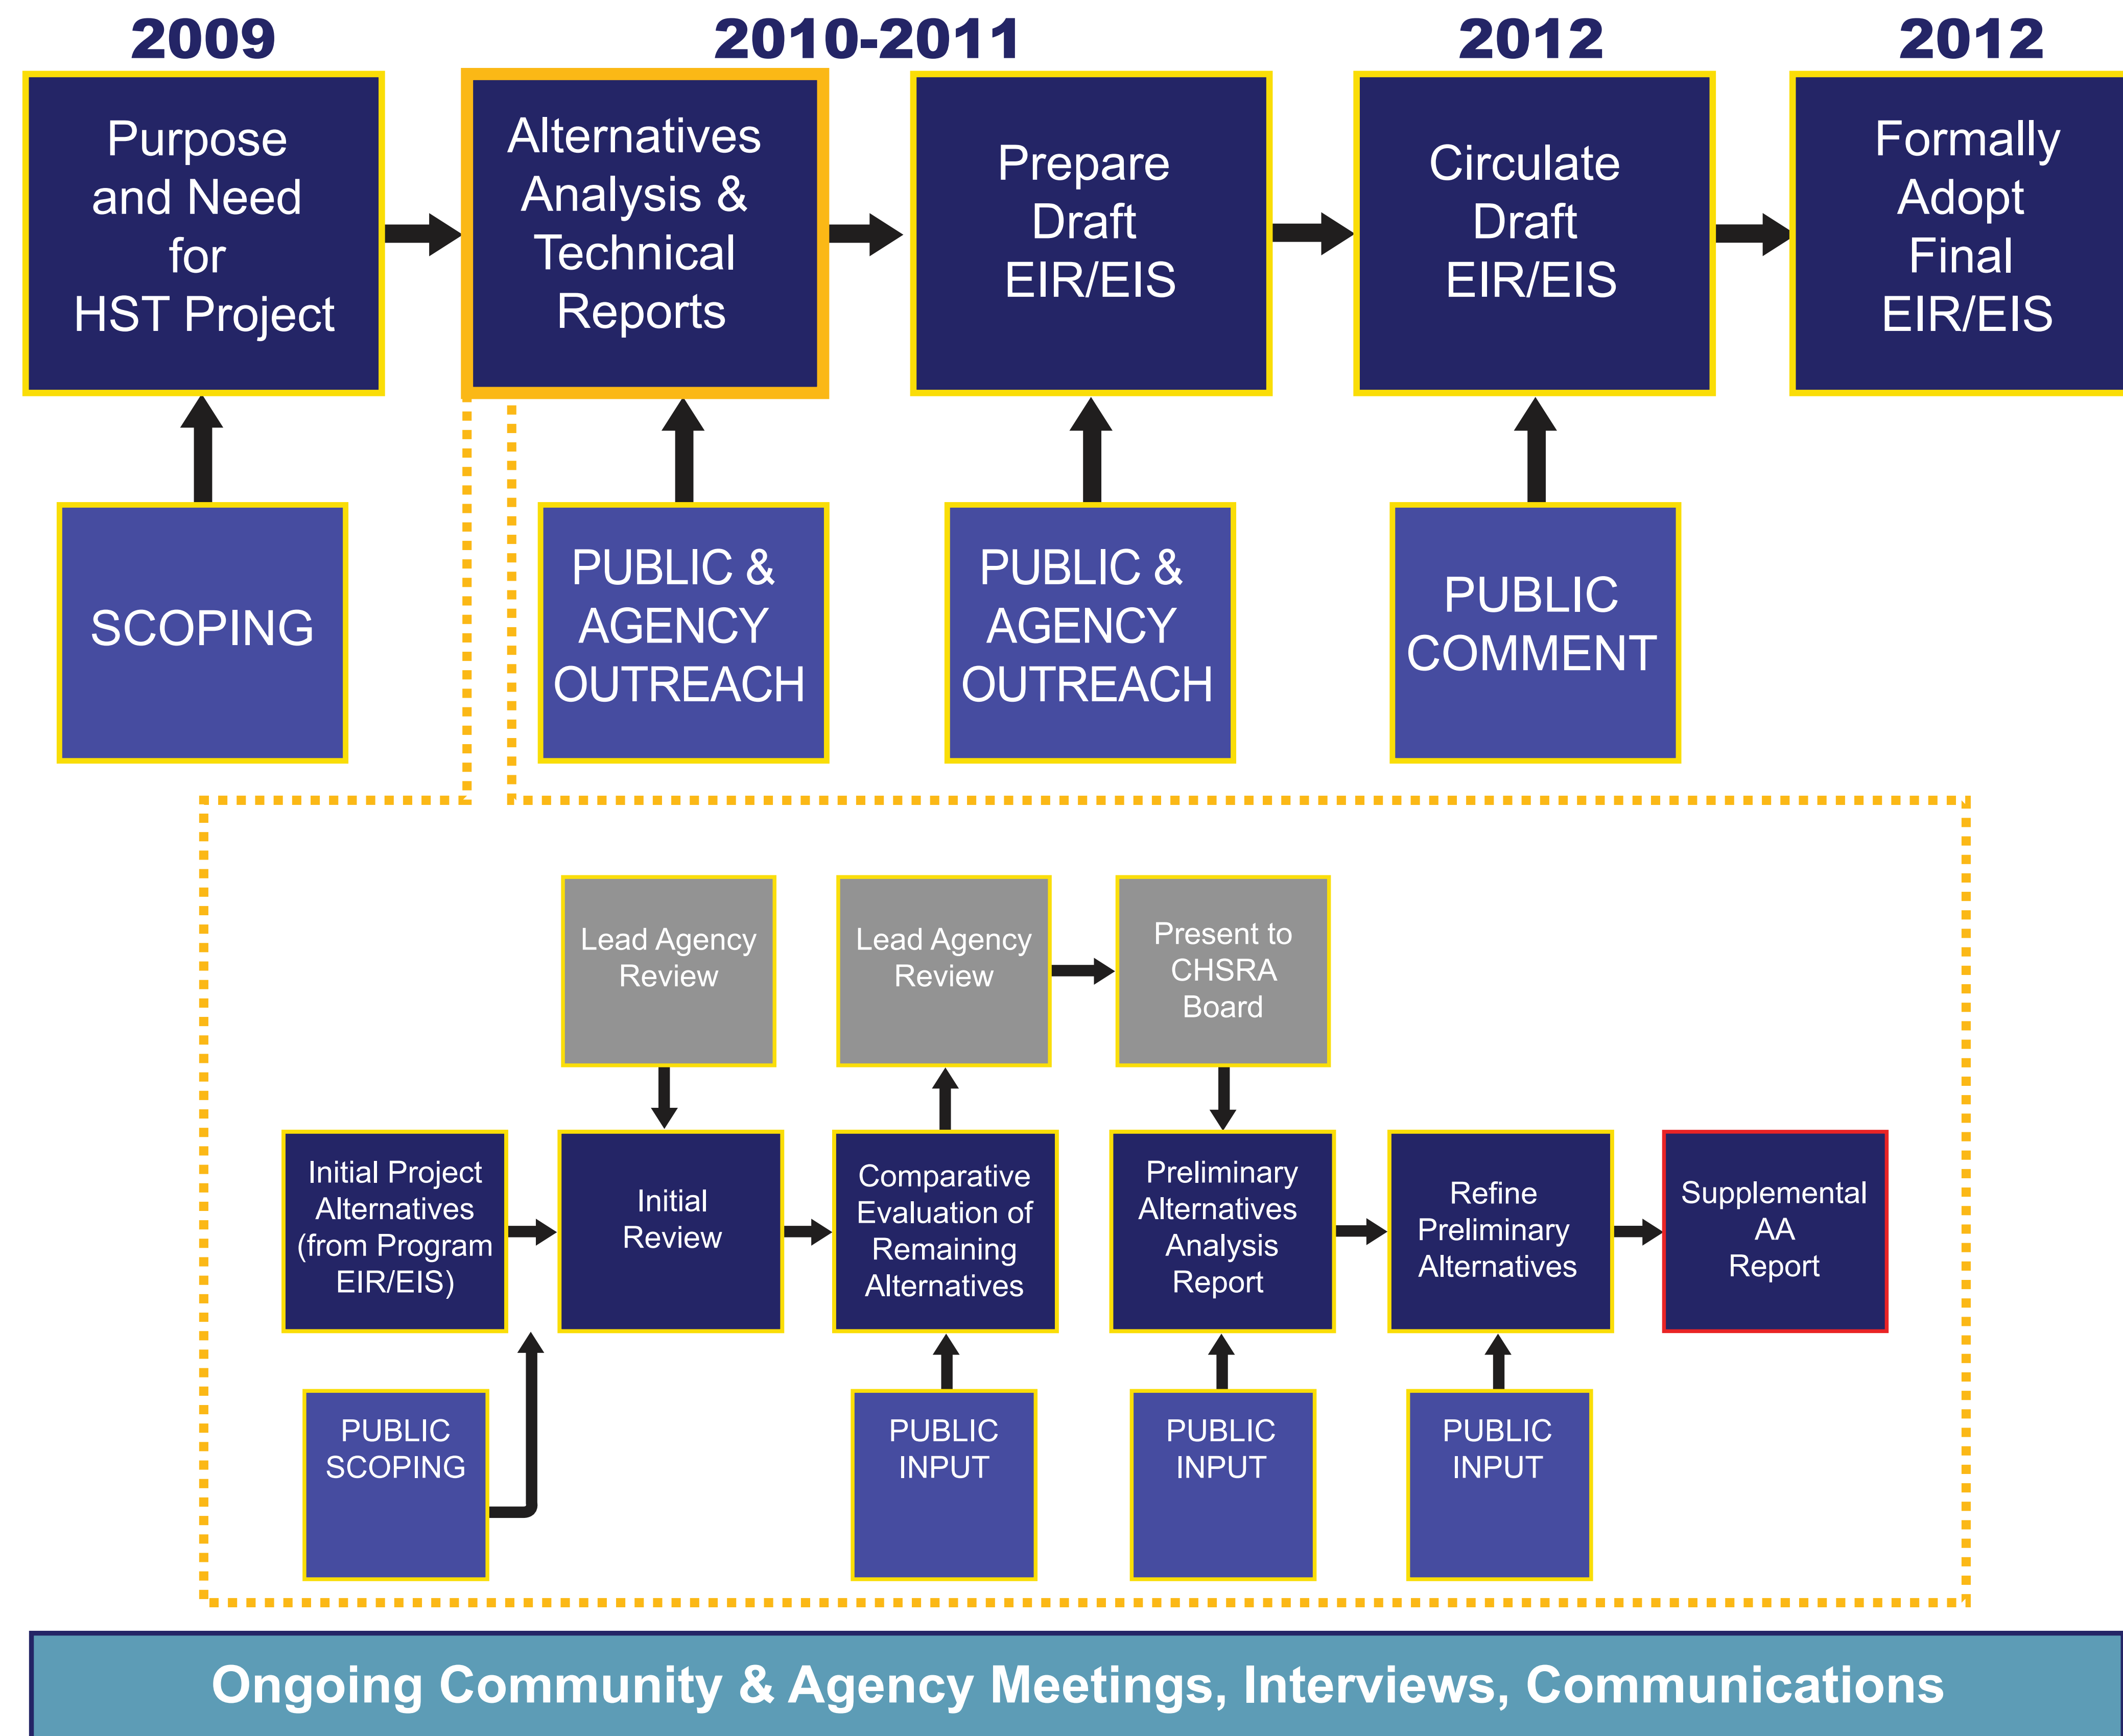 2009
2010-2011
2012
2012
Purpose
and Need
for
HST Project
Alternatives
Analysis &
Technical
Reports
Prepare
Draft
EIR/EIS
Circulate
Draft
EIR/EIS
Formally
Adopt
Final
EIR/EIS
SCOPING
PUBLIC &
AGENCY
OUTREACH
PUBLIC &
AGENCY
OUTREACH
PUBLIC
COMMENT
Lead Agency
Review
Lead Agency
Review
Present to
CHSRA
Board
Initial Project
Alternatives
(from Program
EIR/EIS)
Initial
Review
Comparative
Evaluation of
Remaining
Alternatives
Preliminary
Alternatives
Analysis
Report
Refine
Preliminary
Alternatives
Supplemental
AA
Report
PUBLIC
SCOPING
PUBLIC
INPUT
PUBLIC
INPUT
PUBLIC
INPUT
Ongoing Community & Agency Meetings, Interviews, Communications